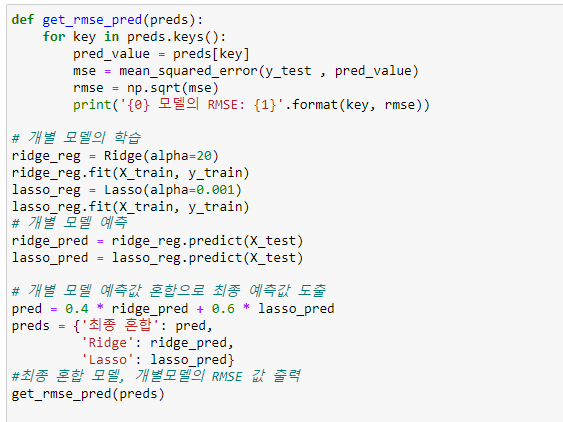 def get_rmse_pred(preds):
    for key in preds.keys():
        pred_value = preds[key]
        mse = mean_squared_error(y_test , pred_value)
        rmse = np.sqrt(mse)
        print('{0} 모델의 RMSE: {1}'.format(key, rmse))

# 개별 모델의 학습
ridge_reg = Ridge(alpha=20)
ridge_reg.fit(X_train, y_train)
lasso_reg = Lasso(alpha=0.001)
lasso_reg.fit(X_train, y_train)
# 개별 모델 예측
ridge_pred = ridge_reg.predict(X_test)
lasso_pred = lasso_reg.predict(X_test)

# 개별 모델 예측값 혼합으로 최종 예측값 도출
pred = 0.4 * ridge_pred + 0.6 * lasso_pred
preds = {'최종 혼합': pred,
         'Ridge': ridge_pred,
         'Lasso': lasso_pred}
#최종 혼합 모델, 개별모델의 RMSE 값 출력
get_rmse_pred(preds)